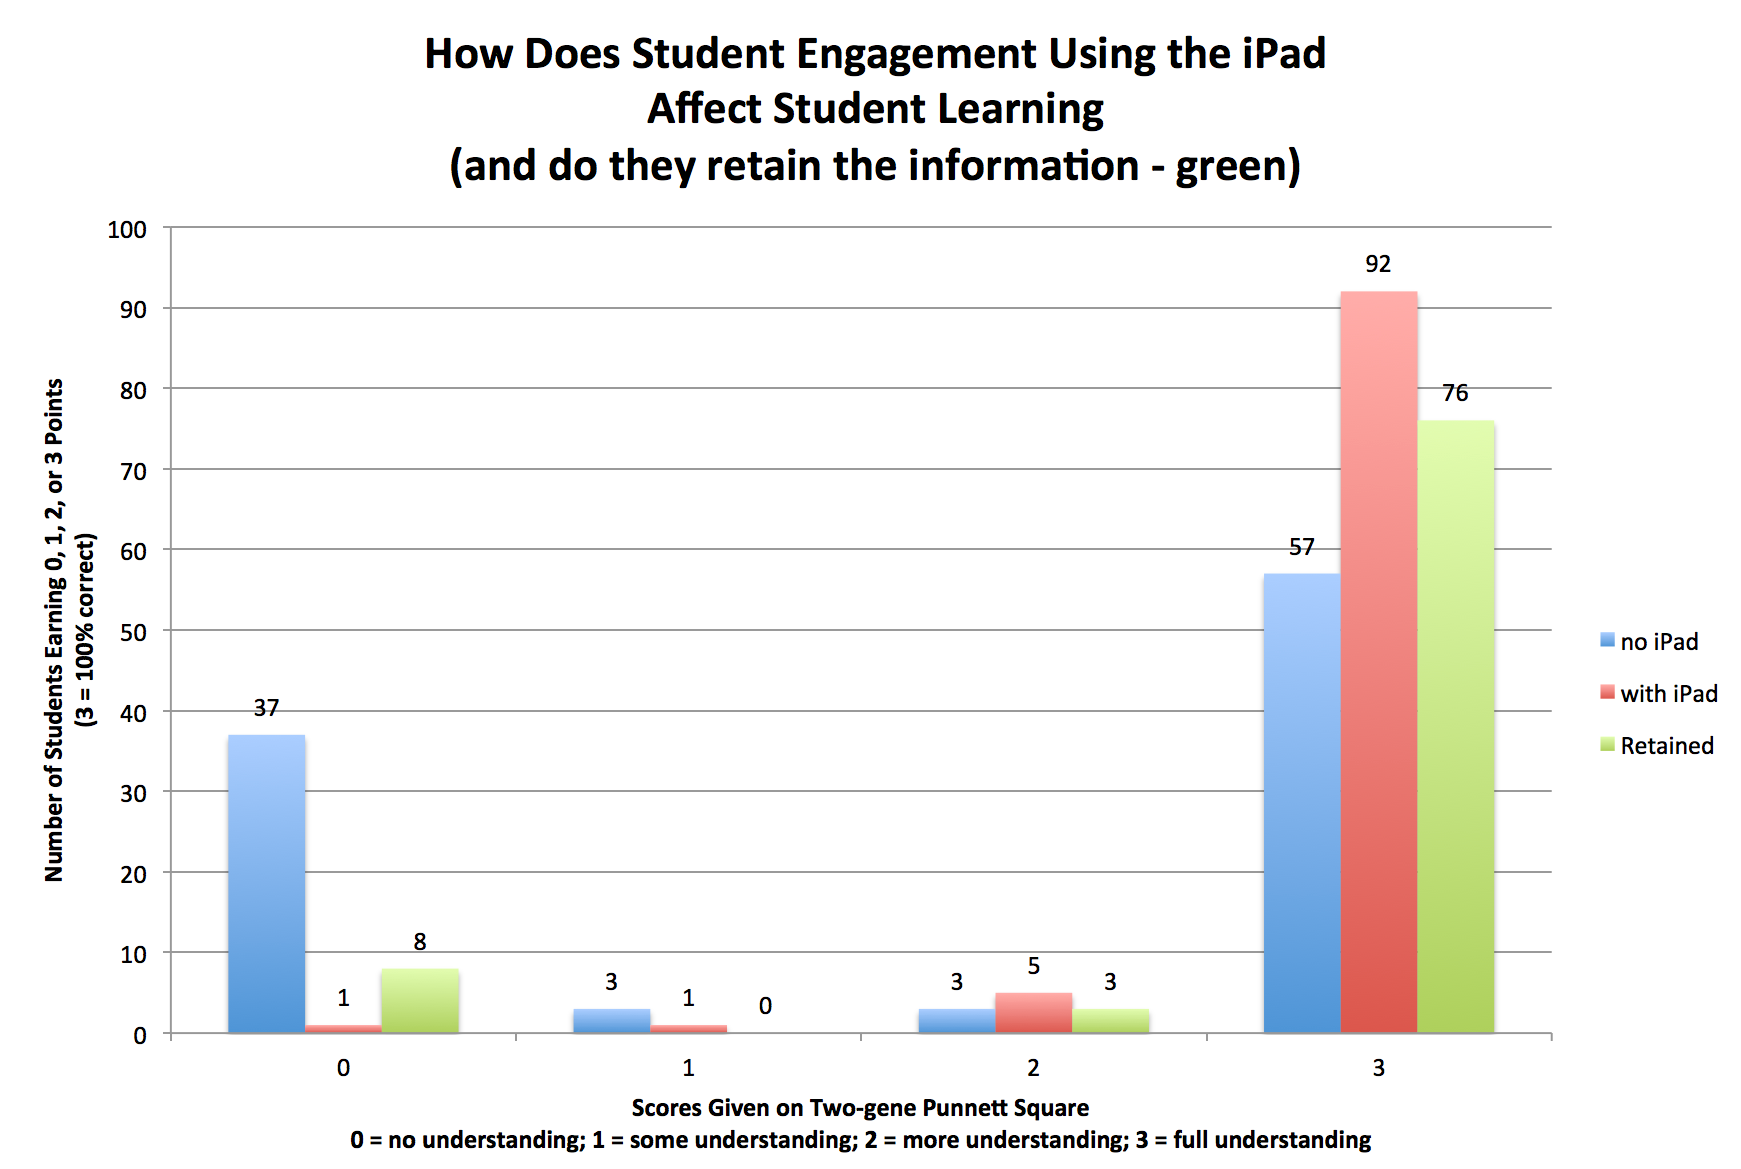 How Does Student Engagement Using the iPad
Affect Student Learning
(and do they retain the information - green)
Number of Students Earning 0, 1, 2, or 3 Points
(3 = 100% correct)
100
90
80
70
60
50
40
30
20
10
0
37
1
8
3
1
0
3
5
3
57
92
76
0
1
2
3
Scores Given on Two-gene Punnett Square
0 = no understanding; 1 = some understanding; 2 = more understanding; 3 = full understanding
no iPad
with iPad
Retained